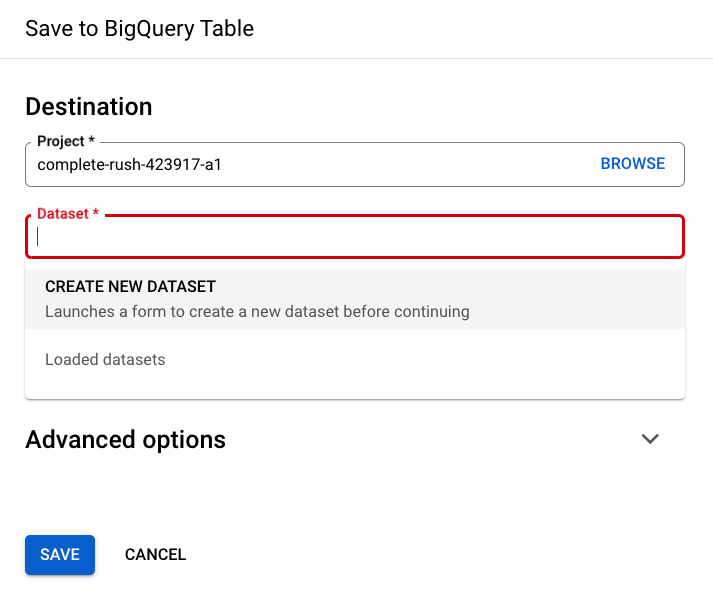 Save to BigQuery Table
Destination
Project *
complete-rush-423917-a1
BROWSE
Dataset *
CREATE NEW DATASET
Launches a form to create a new dataset before continuing
Loaded datasets
Advanced options
SAVE
CANCEL